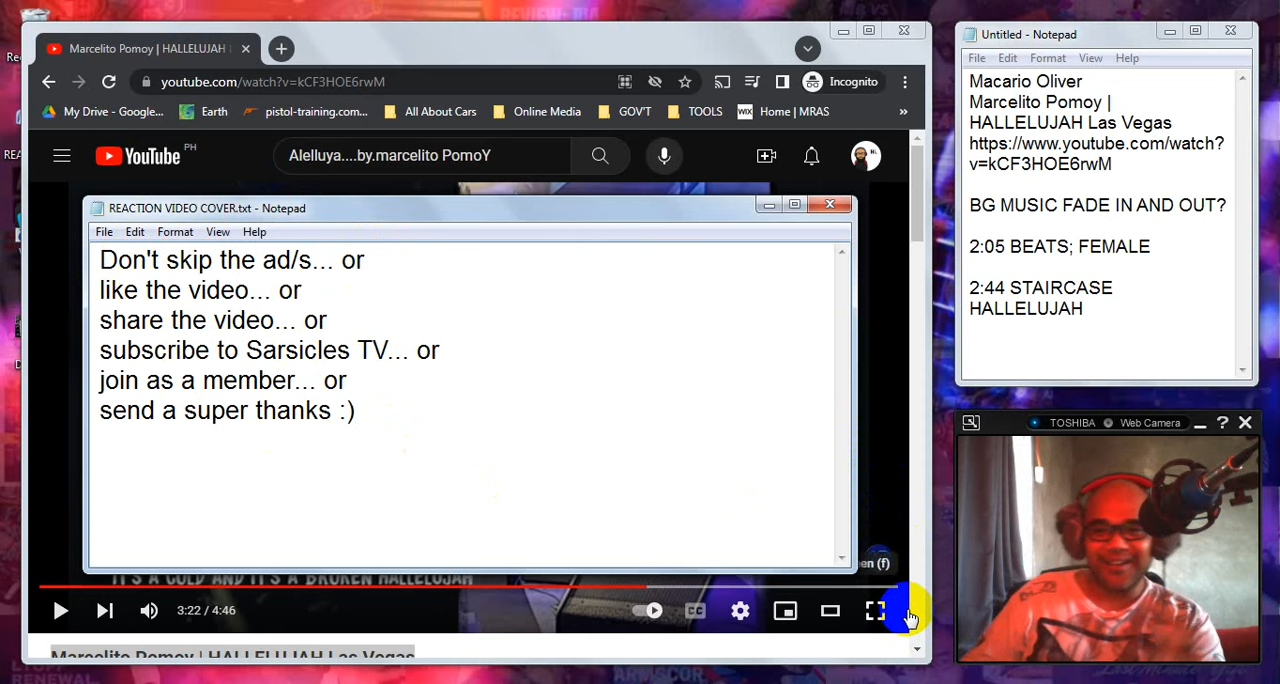 Marcelito Pomoy | HALLELUJAH
youtube.com/watch?v=kCF3HOE6rwM
Incognito
My Drive - Google...
Earth
pistol-training.com...
All About Cars
Online Media
GOV'T
TOOLS
WIX Home | MRAS
»
YouTube PH
Alelluya....by.marcelito PomoY
REACTION VIDEO COVER.txt - Notepad
File Edit Format View Help
Don't skip the ad/s... or
like the video... or
share the video... or
subscribe to Sarsicles TV... or
join as a member... or
send a super thanks :)
een (f)
IT'S A COLD AND IT'S A BROKEN HALLELUJAH
3:22 / 4:46
CC
Marcelito Pomoy | HALLELUJAH Las Vegas
Untitled - Notepad
File Edit Format View Help
Macario Oliver
Marcelito Pomoy |
HALLELUJAH Las Vegas
https://www.youtube.com/watch?
v=kCF3HOE6rwM
BG MUSIC FADE IN AND OUT?
2:05 BEATS; FEMALE
2:44 STAIRCASE
HALLELUJAH
TOSHIBA Web Camera
RENEWAL
ARMSCOR